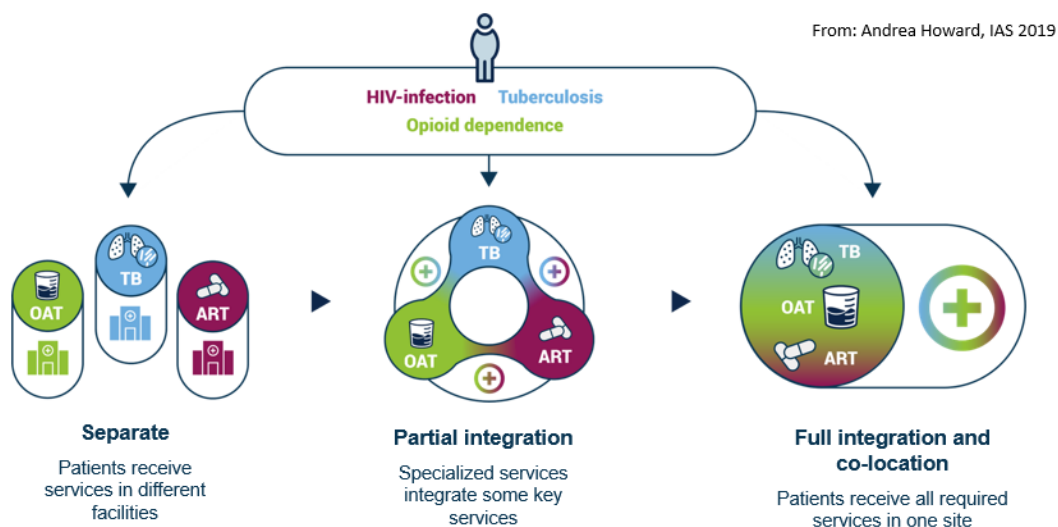 From: Andrea Howard, IAS 2019
HIV-infection Tuberculosis
Opioid dependence
OAT
TB
ART
TB
OAT
ART
TB
OAT
ART
Separate
Patients receive
services in different
facilities
Partial integration
Specialized services
integrate some key
services
Full integration and
co-location
Patients receive all required
services in one site